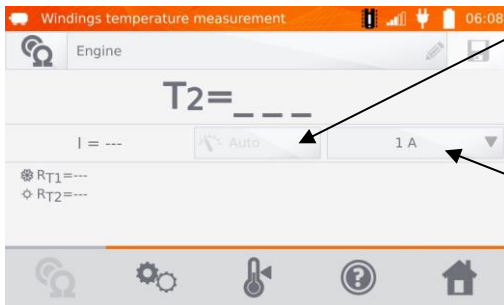 Windings temperature measurement 06:08
Engine
T2=_ _ _
I = --- Auto 1 A
RT1=---
RT2=---